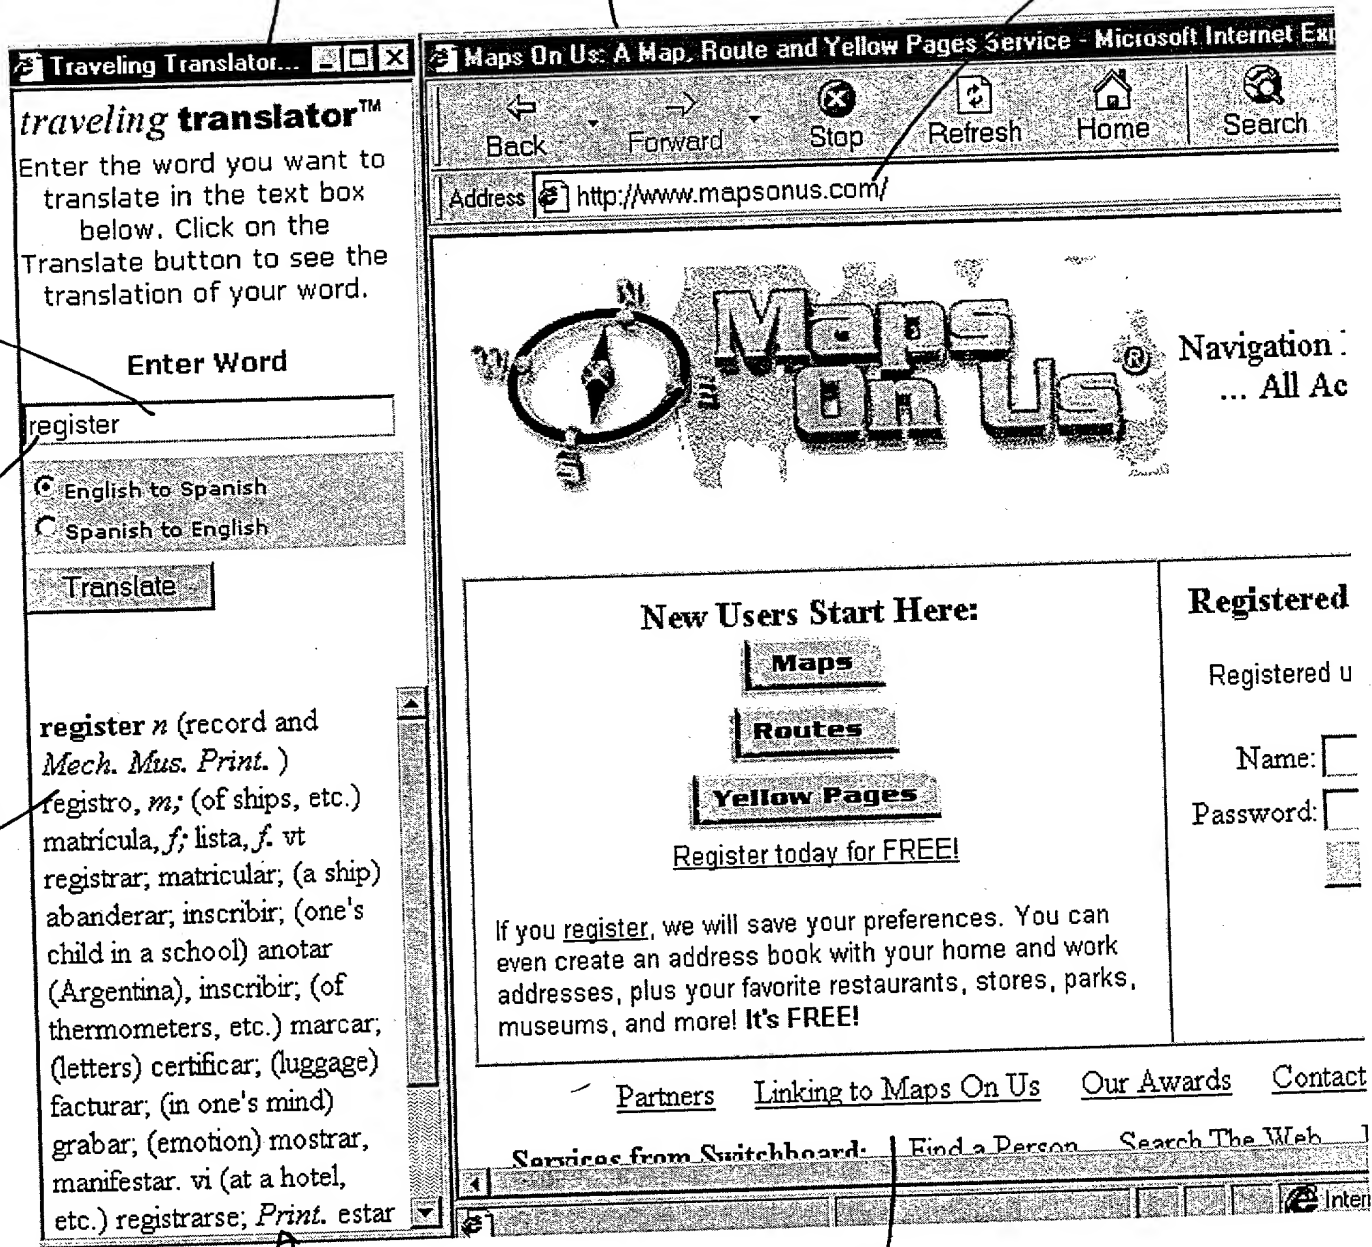 Traveling Translator...
traveling translator™
Enter the word you want to
translate in the text box
below. Click on the
Translate button to see the
translation of your word.
Enter Word
register
English to Spanish
Spanish to English
Translate
register n (record and
Mech. Mus. Print. )
registro, m; (of ships, etc.)
matrícula, f; lista, f. vt
registrar; matricular; (a ship)
abanderar; inscribir; (one's
child in a school) anotar
(Argentina), inscribir; (of
thermometers, etc.) marcar;
(letters) certificar; (luggage)
facturar; (in one's mind)
grabar; (emotion) mostrar,
manifestar. vi (at a hotel,
etc.) registrarse; Print. estar
Maps On Us: A Map, Route and Yellow Pages Service - Microsoft Internet Exp
Back Forward Stop Refresh Home Search
Address http://www.mapsonus.com/
N
W
E
S
Maps
On Us®
Navigation
... All Ac
New Users Start Here:
Maps
Routes
Yellow Pages
Register today for FREE!
If you register, we will save your preferences. You can
even create an address book with your home and work
addresses, plus your favorite restaurants, stores, parks,
museums, and more! It's FREE!
Registered
Registered u
Name:
Password:
Partners Linking to Maps On Us Our Awards Contact
Services from Switchboard: Find a Person Search The Web
Inter